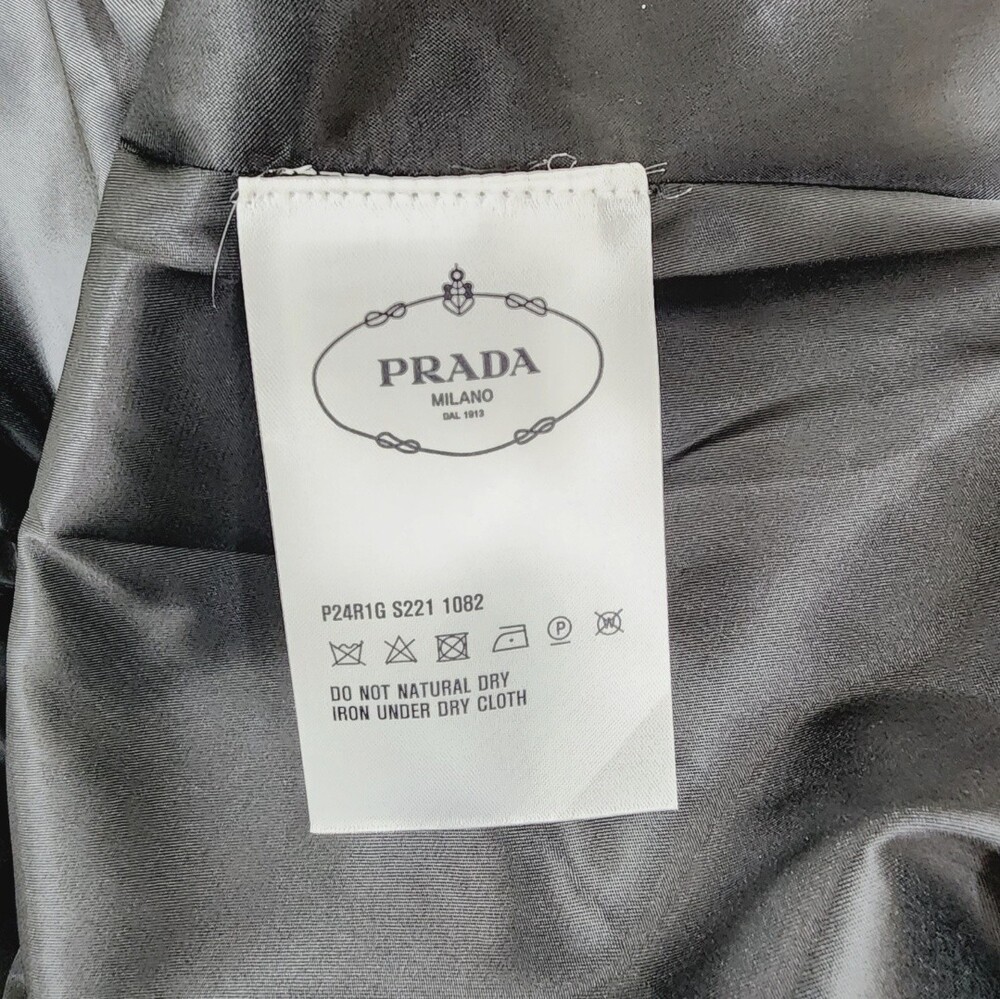 PRADA
MILANO
DAL 1913
P24R1G S221 1082
P W
DO NOT NATURAL DRY
IRON UNDER DRY CLOTH